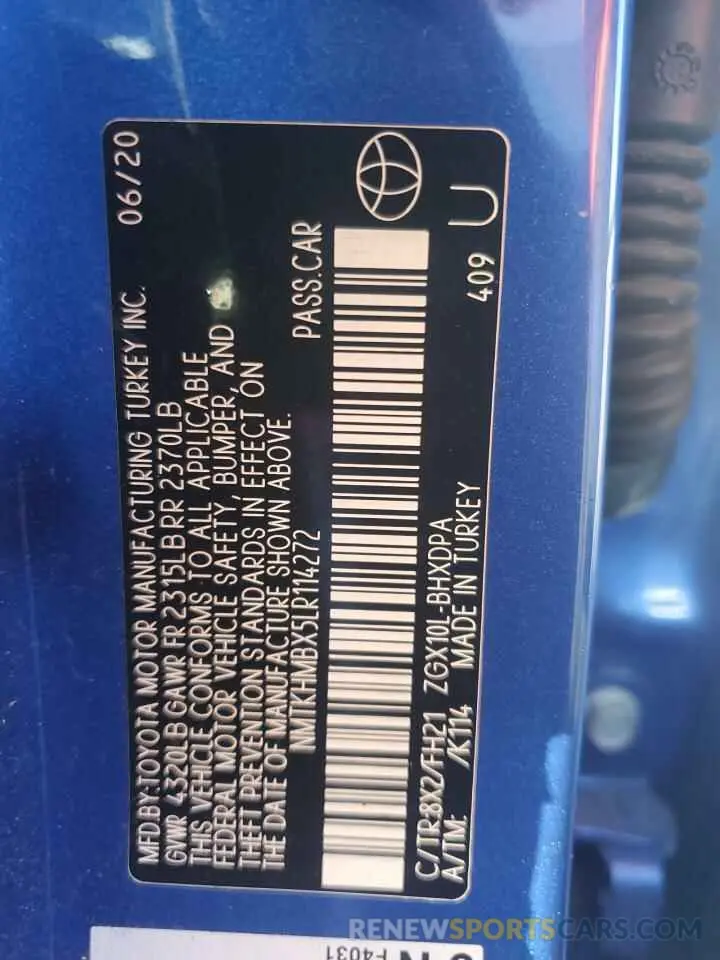 MFD.BY:TOYOTA MOTOR MANUFACTURING TURKEY INC. 06/20
GVWR 4320LB GAWR FR 2315LB RR 2370LB
THIS VEHICLE CONFORMS TO ALL APPLICABLE
FEDERAL MOTOR VEHICLE SAFETY, BUMPER, AND
THEFT PREVENTION STANDARDS IN EFFECT ON
THE DATE OF MANUFACTURE SHOWN ABOVE.
NMTKHMBX5LR114272 PASS.CAR
C/TR:8X2/FH21 ZGX10L-BHXDPA 409 U
A/TM: /K114 MADE IN TURKEY
F4031
RENEWSPORTSCARS.COM